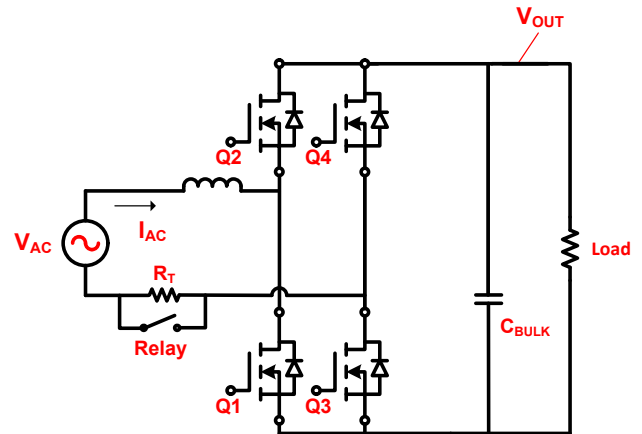 VOUT
Q2
Q4
VAC
IAC
RT
Relay
Load
CBULK
Q1
Q3